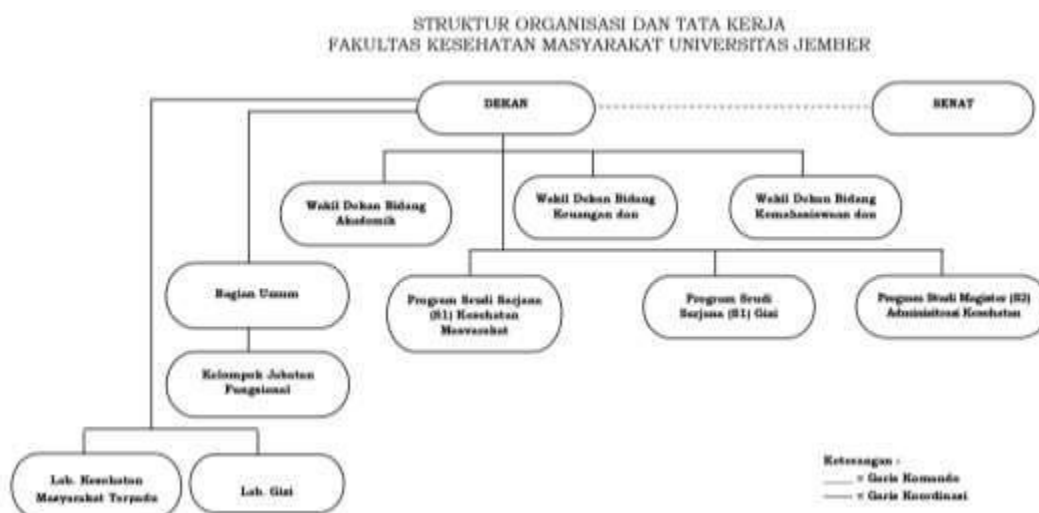 STRUKTUR ORGANISASI DAN TATA KERJA
FAKULTAS KESEHATAN MASYARAKAT UNIVERSITAS JEMBER
DEKAN
SENAT
Wakil Dekan Bidang
Akademik
Wakil Dekan Bidang
Keuangan dan
Wakil Dekan Bidang
Kemahasiswaan dan
Bagian Umum
Program Srudi Sarjana
(S1) Kesehatan
Masyarakat
Program Srudi
Sarjana (S1) Gizi
Program Studi Magister (S2)
Administrasi Kesehatan
Kelompok Jabatan
Fungsional
Lab. Kesehatan
Masyarakat Terpadu
Lab. Gizi
Keterangan :
____ = Garis Komando
------ = Garis Koordinasi